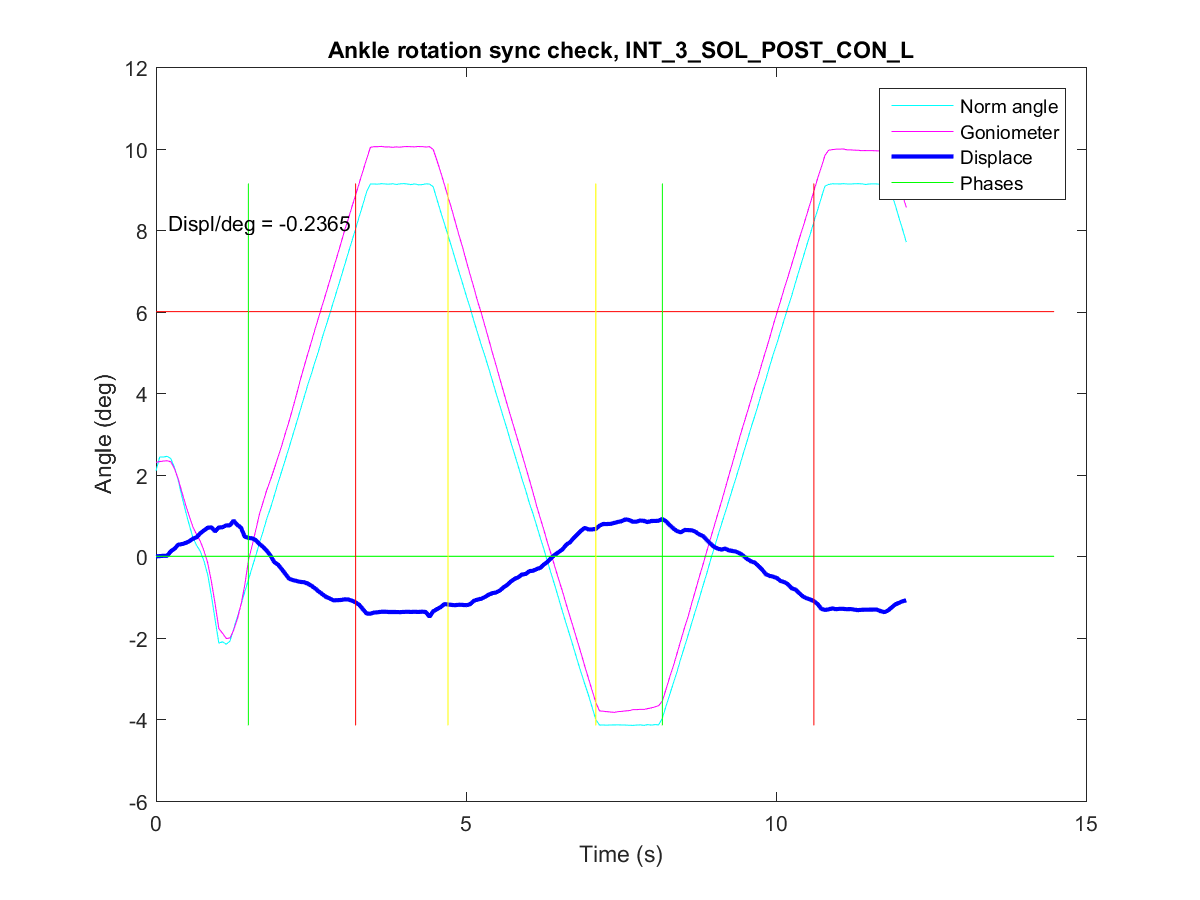 Ankle rotation sync check, INT_3_SOL_POST_CON_L
12
10
8
6
4
2
0
-2
-4
-6
Angle (deg)
Displ/deg = -0.2365
Norm angle
Goniometer
Displace
Phases
0
5
10
15
Time (s)